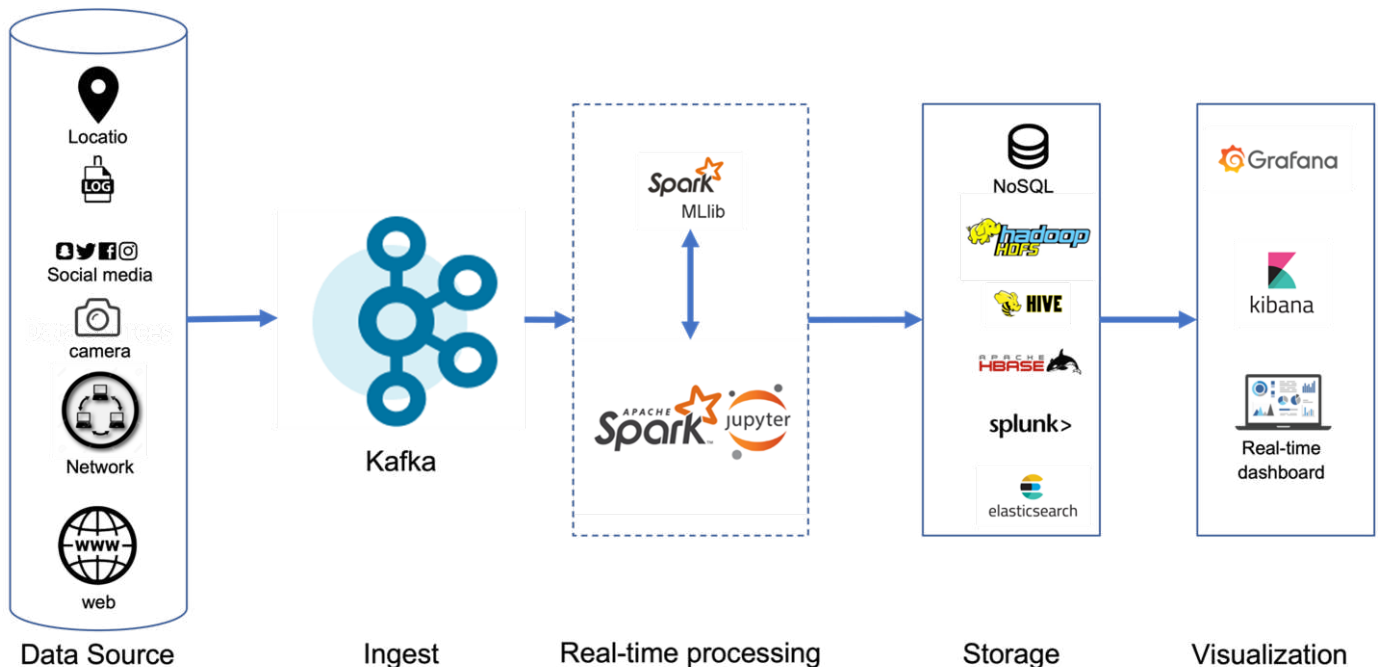 Locatio
n
LOG
Social media
camera
Network
WWW
web
Data Source
Kafka
Ingest
Spark
MLlib
APACHE
Spark™
jupyter
Real-time processing
NoSQL
hadoop
HDFS
HIVE
APACHE
HBASE
splunk>
elasticsearch
Storage
Grafana
kibana
Real-time
dashboard
Visualization